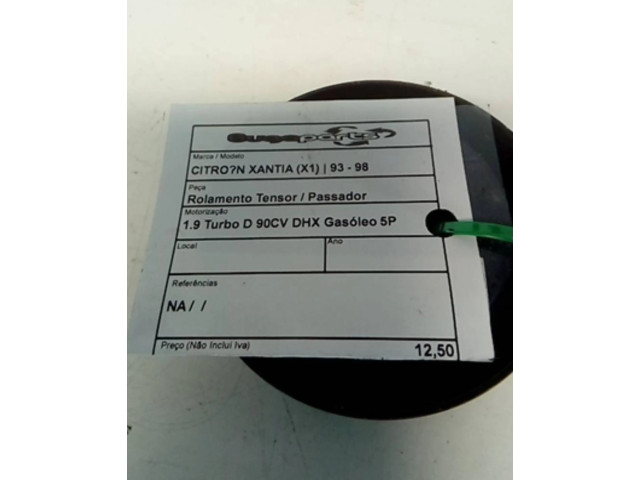 Marca / Modelo
CITRO?N XANTIA (X1) | 93 - 98
Peça
Rolamento Tensor / Passador
Motorização
1.9 Turbo D 90CV DHX Gasóleo 5P
Local Ano
Referências
NA / /
Preço (Não Inclui Iva) 12,50